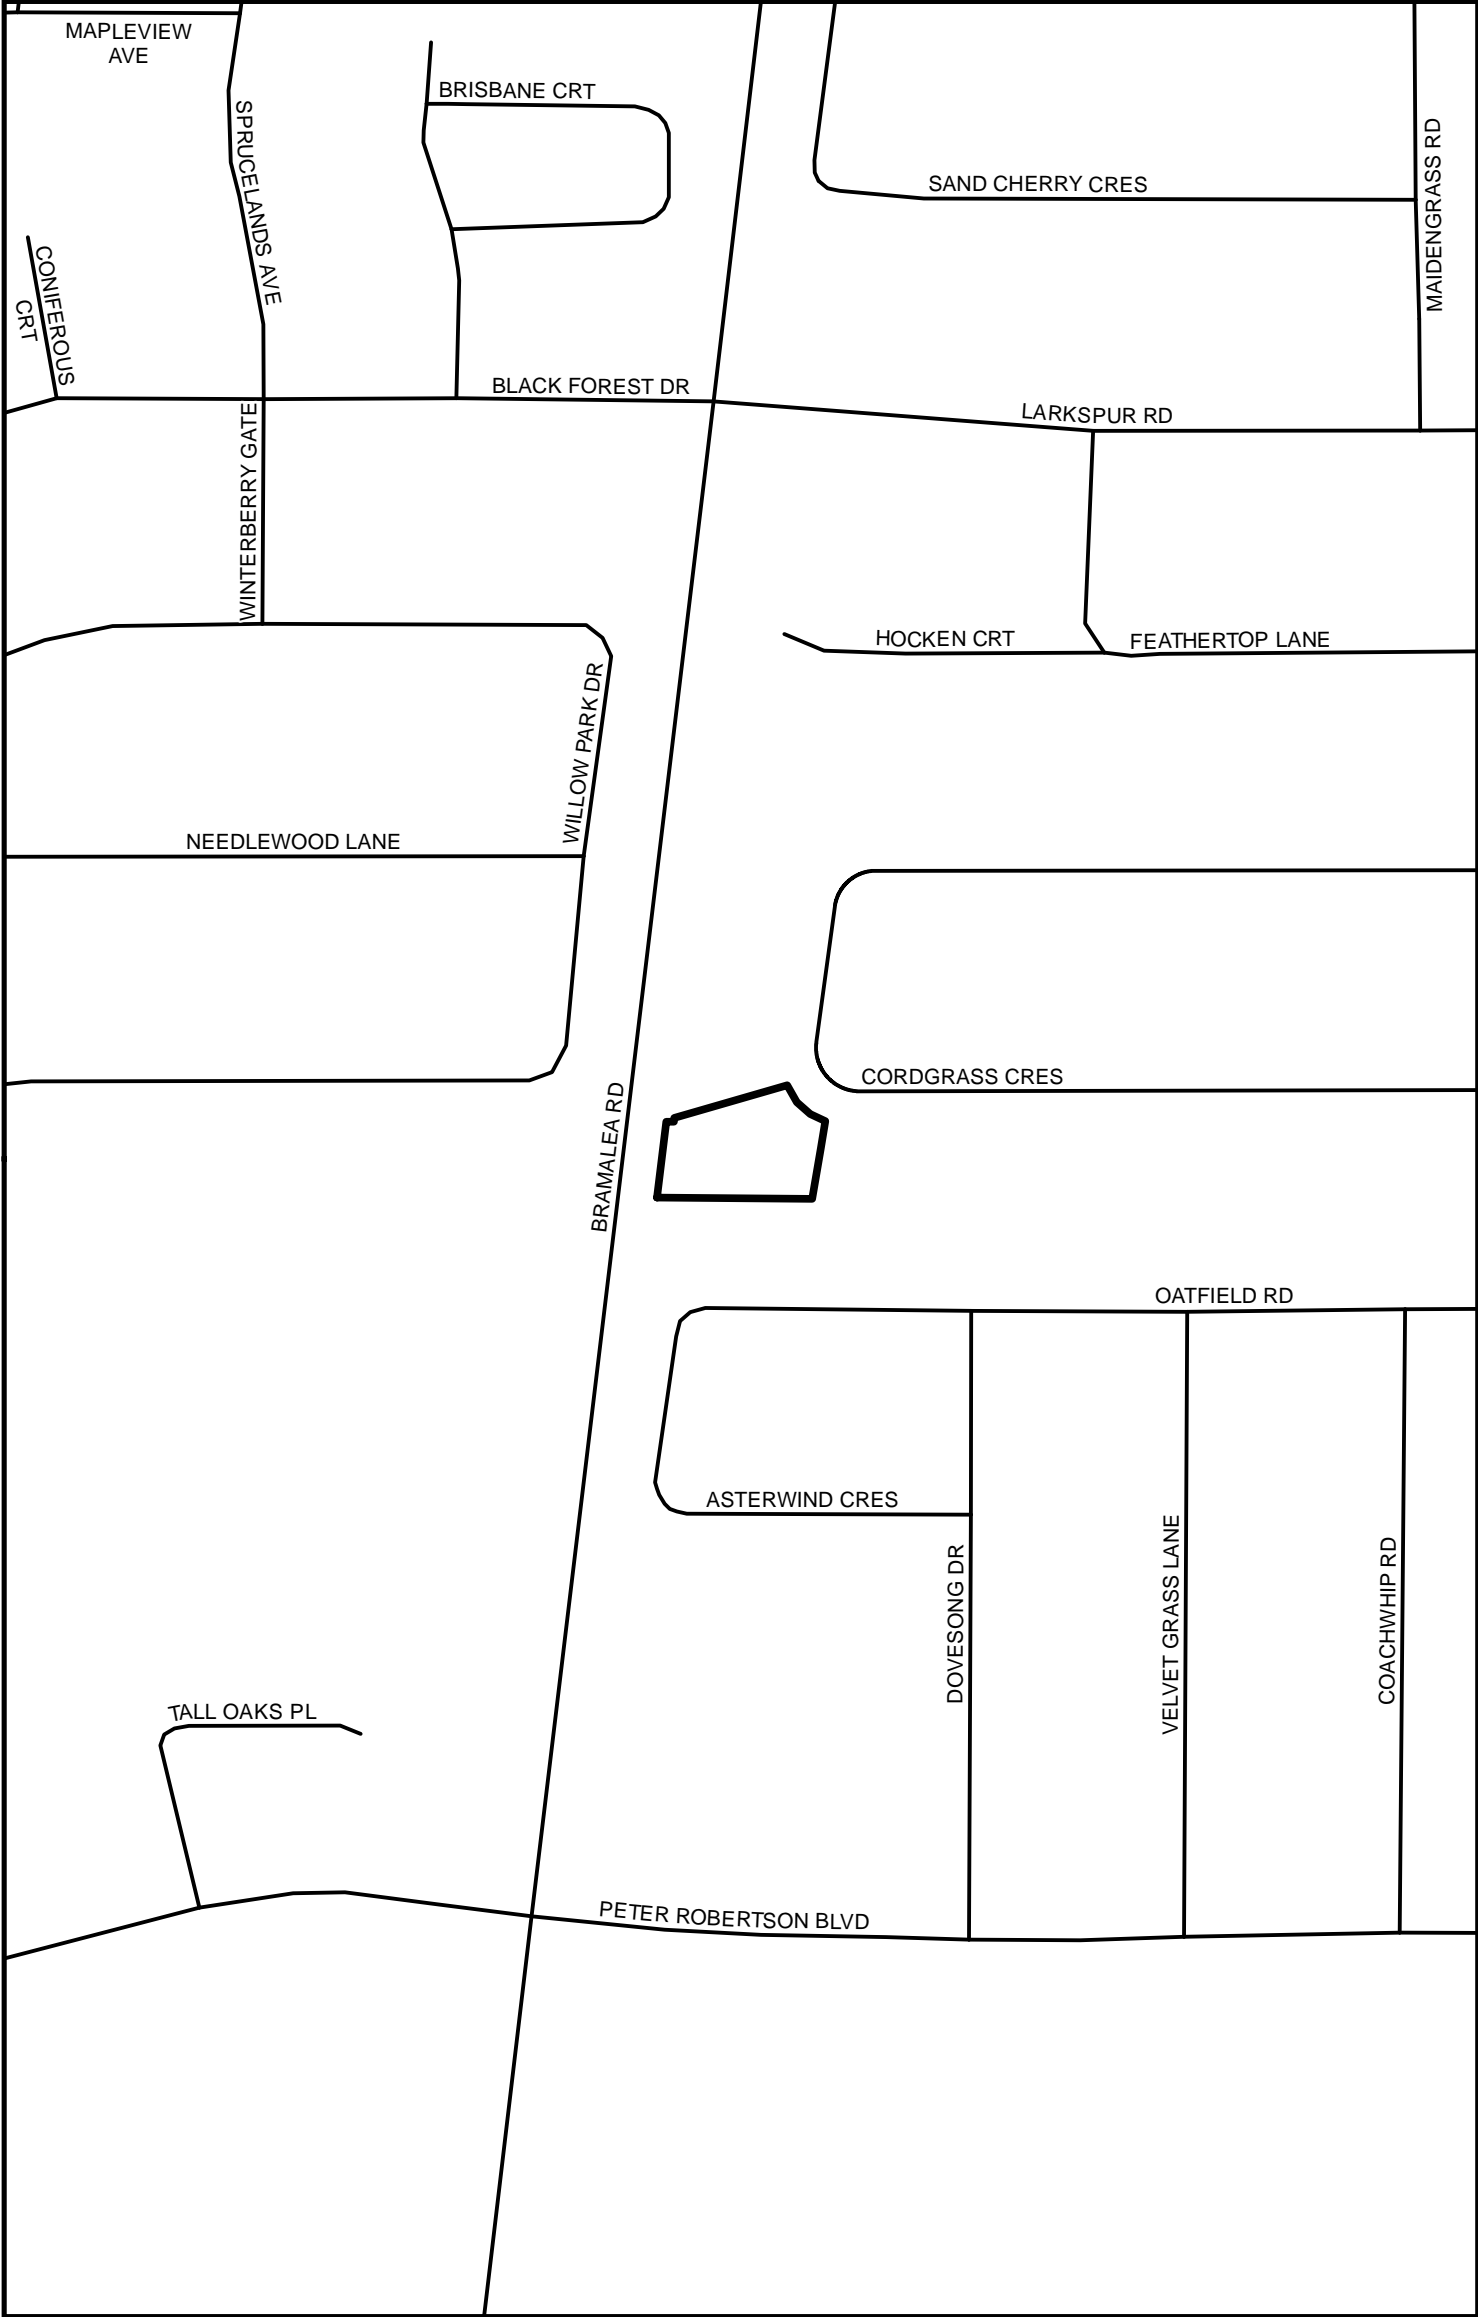 MAPLEVIEW
AVE
BRISBANE CRT
SPRUCELANDS AVE
SAND CHERRY CRES
MAIDENGRASS RD
CONIFEROUS
CRT
BLACK FOREST DR
LARKSPUR RD
WINTERBERRY GATE
HOCKEN CRT
FEATHERTOP LANE
WILLOW PARK DR
NEEDLEWOOD LANE
CORDGRASS CRES
BRAMALEA RD
OATFIELD RD
ASTERWIND CRES
DOVESONG DR
VELVET GRASS LANE
COACHWHIP RD
TALL OAKS PL
PETER ROBERTSON BLVD